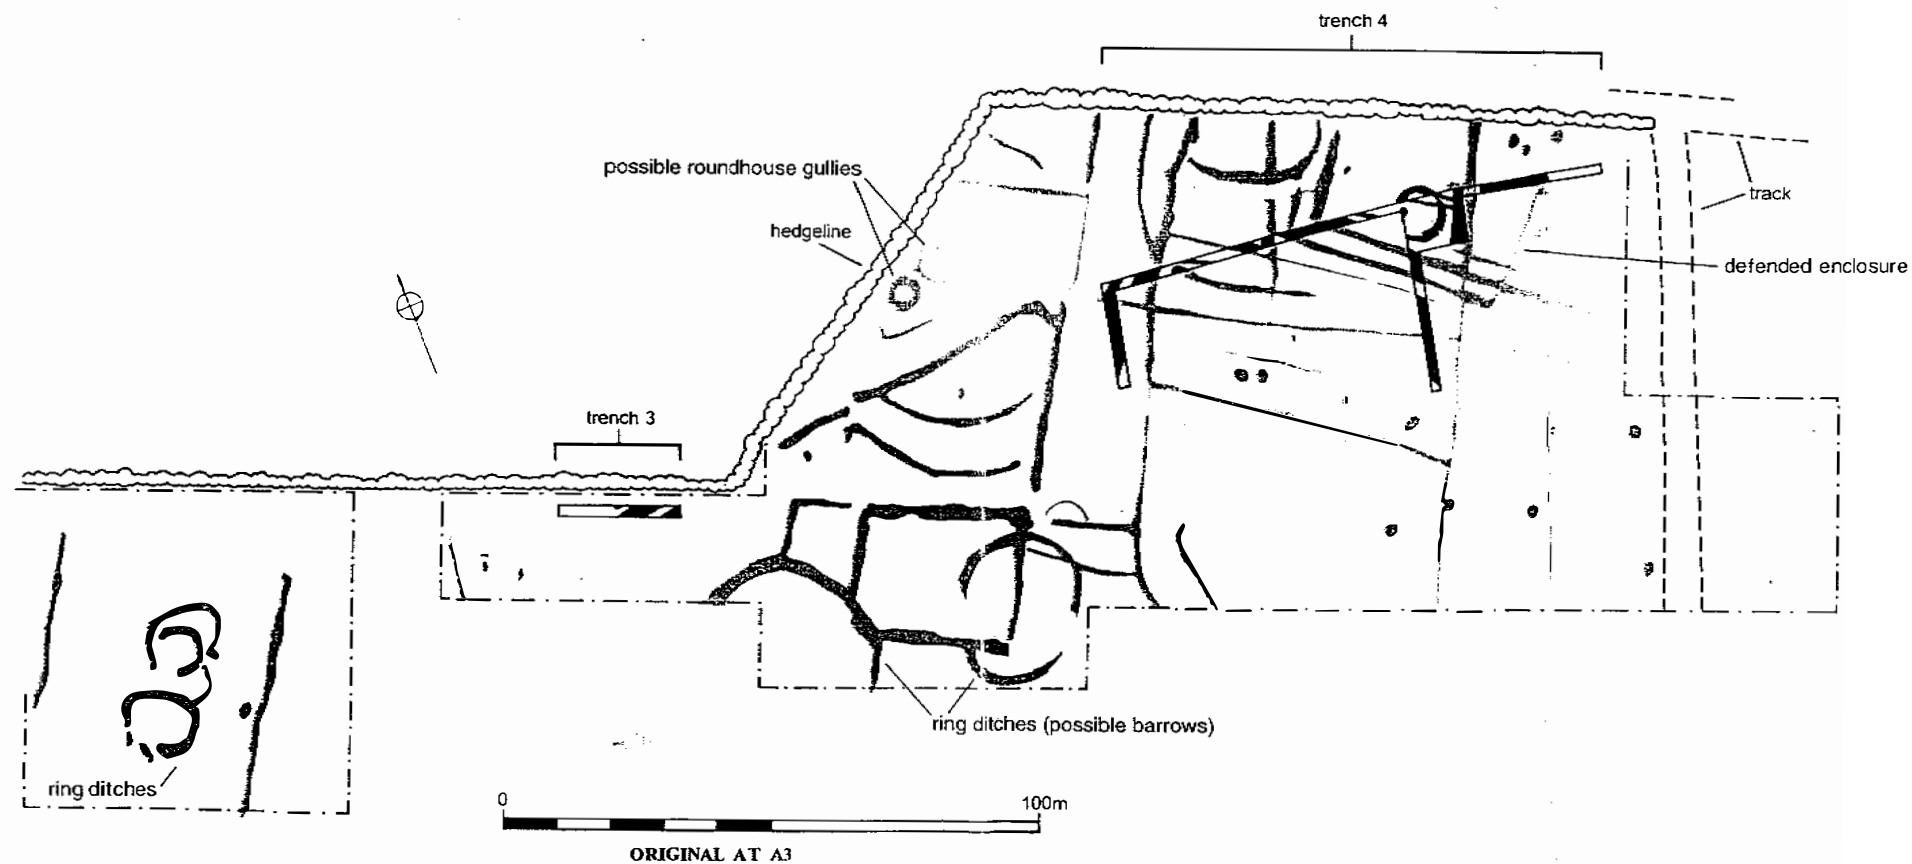 trench 4
possible roundhouse gullies
hedgeline
track
defended enclosure
trench 3
ring ditches (possible barrows)
ring ditches
0
100m
ORIGINAL AT A3